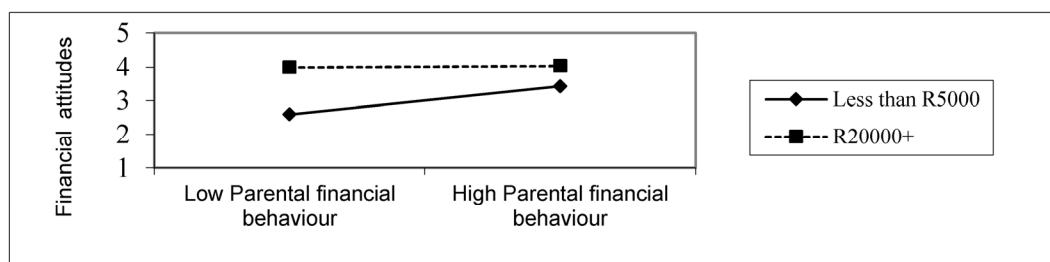 Financial attitudes
5
4
3
2
1
Low Parental financial
behaviour
High Parental financial
behaviour
Less than R5000
R20000+